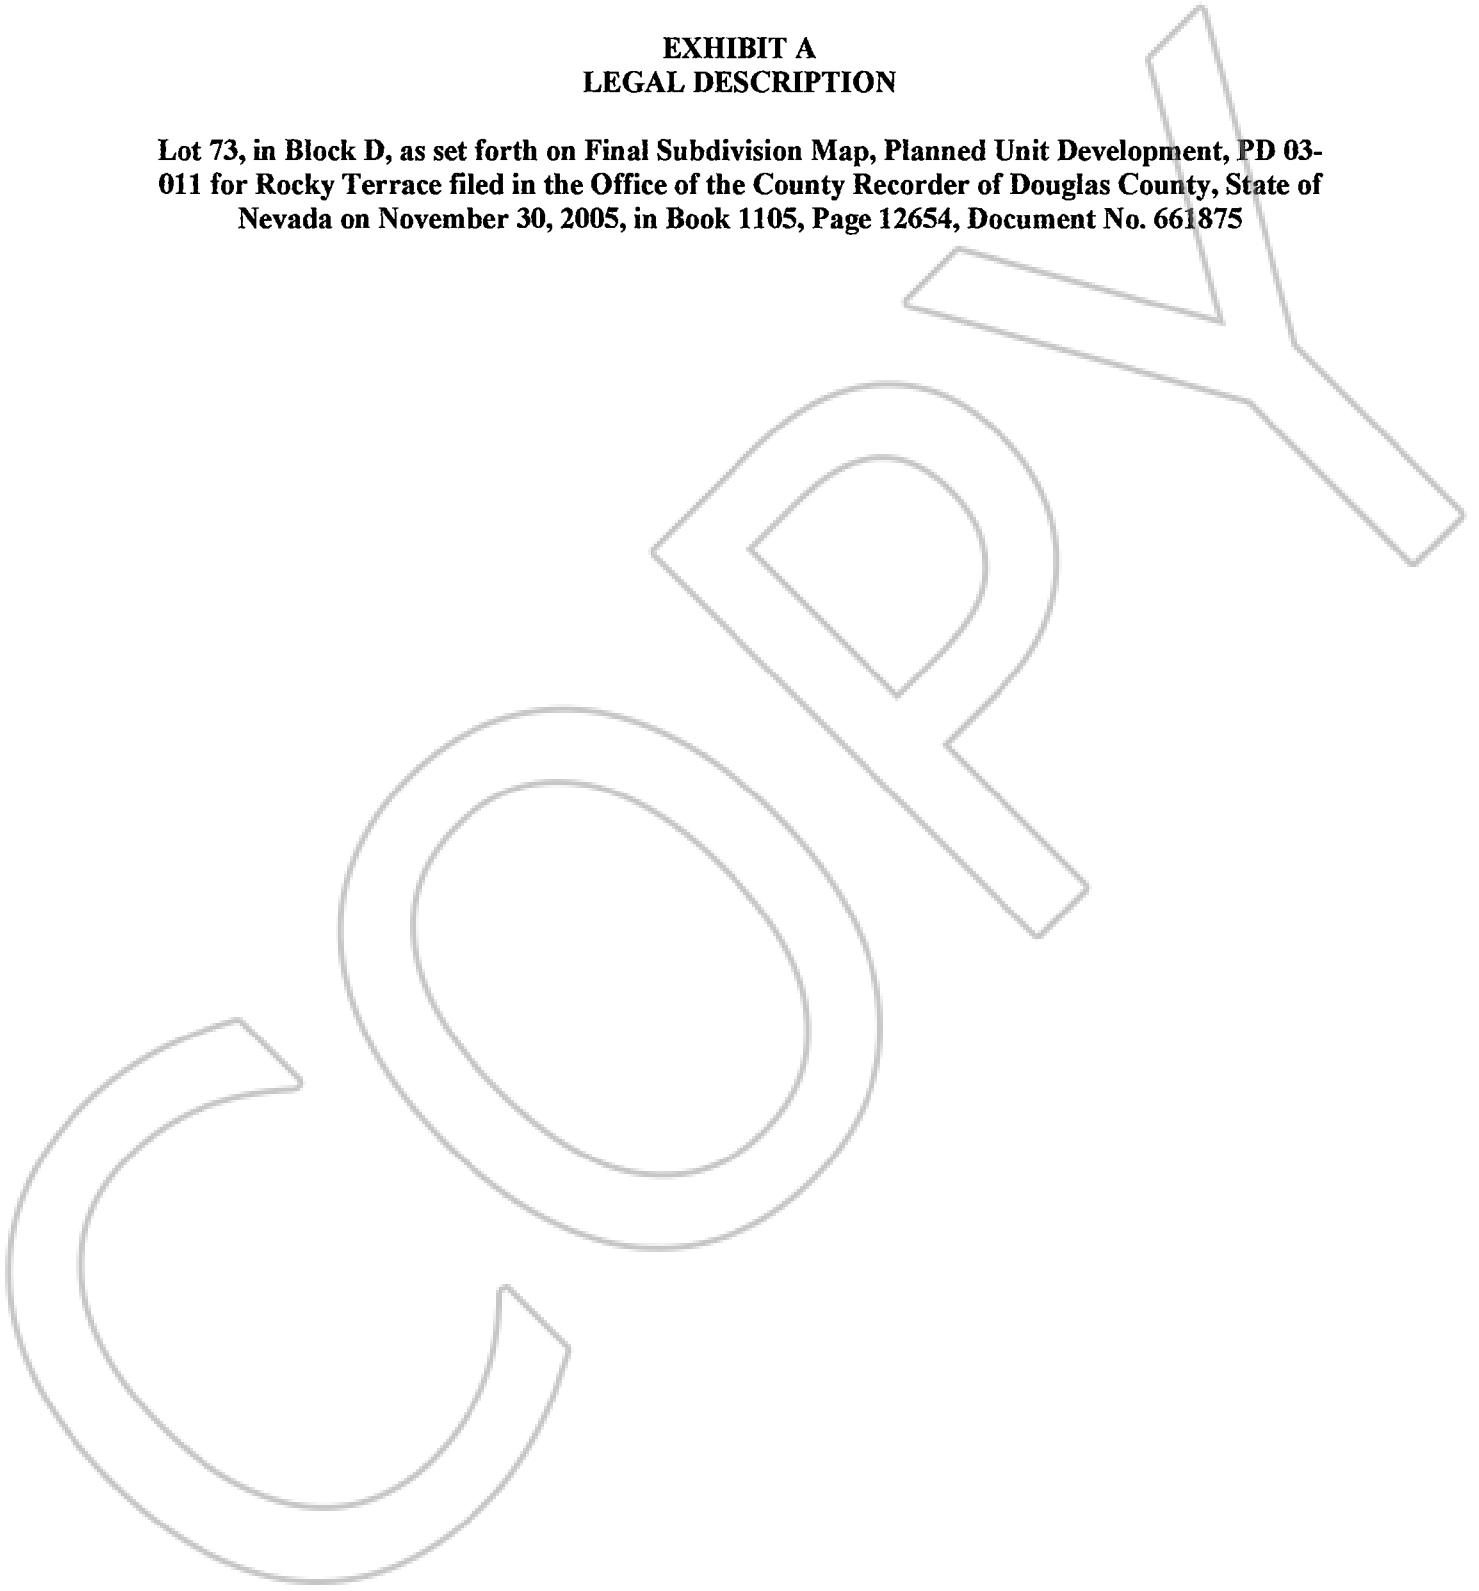 EXHIBIT A
LEGAL DESCRIPTION
Lot 73, in Block D, as set forth on Final Subdivision Map, Planned Unit Development, PD 03-
011 for Rocky Terrace filed in the Office of the County Recorder of Douglas County, State of
Nevada on November 30, 2005, in Book 1105, Page 12654, Document No. 661875
COPY